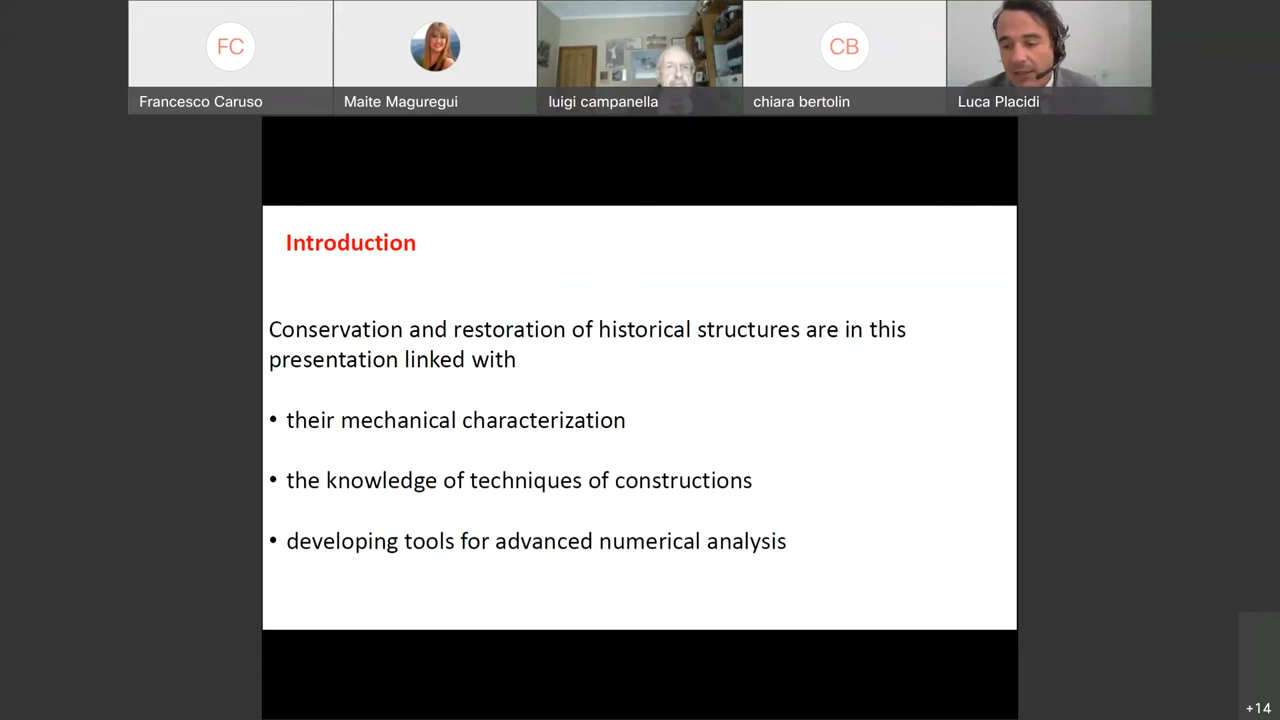 FC
CB
Francesco Caruso
Maite Maguregui
luigi campanella
chiara bertolin
Luca Placidi
Introduction
Conservation and restoration of historical structures are in this
presentation linked with
• their mechanical characterization
• the knowledge of techniques of constructions
• developing tools for advanced numerical analysis
+14